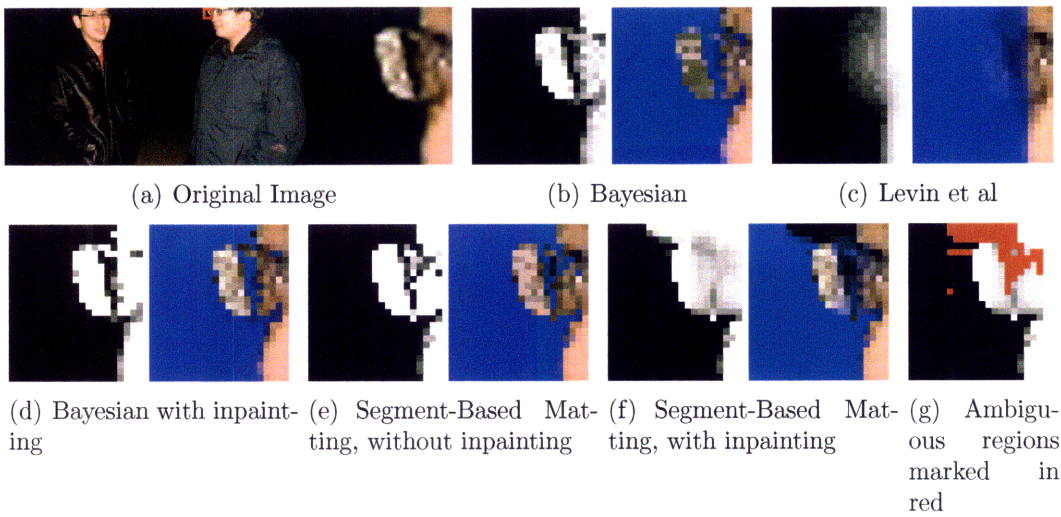 (a) Original Image
(b) Bayesian
(c) Levin et al
(d) Bayesian with inpaint-
ing
(e) Segment-Based Mat-
ting, without inpainting
(f) Segment-Based Mat-
ting, with inpainting
(g) Ambigu-
ous regions
marked in
red